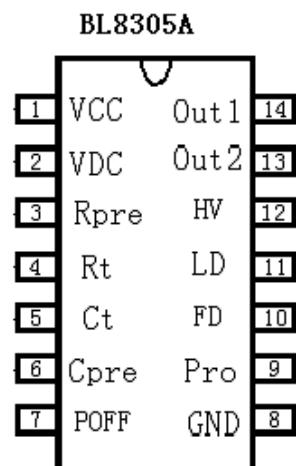 BL8305A
1 VCC Out1 14
2 VDC Out2 13
3 Rpre HV 12
4 Rt LD 11
5 Ct FD 10
6 Cpre Pro 9
7 POFF GND 8